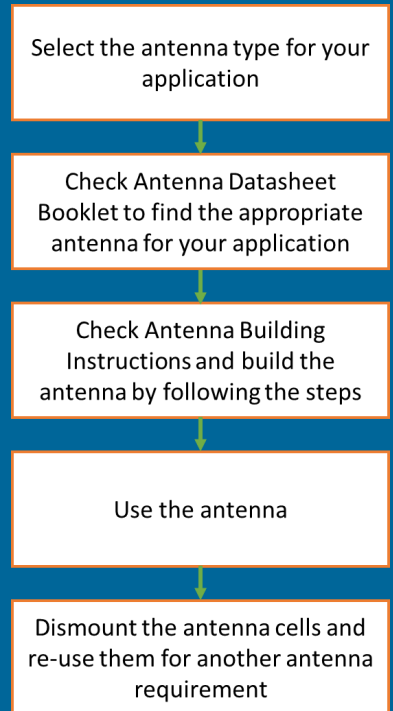 Select the antenna type for your
application
Check Antenna Datasheet
Booklet to find the appropriate
antenna for your application
Check Antenna Building
Instructions and build the
antenna by following the steps
Use the antenna
Dismount the antenna cells and
re-use them for another antenna
requirement